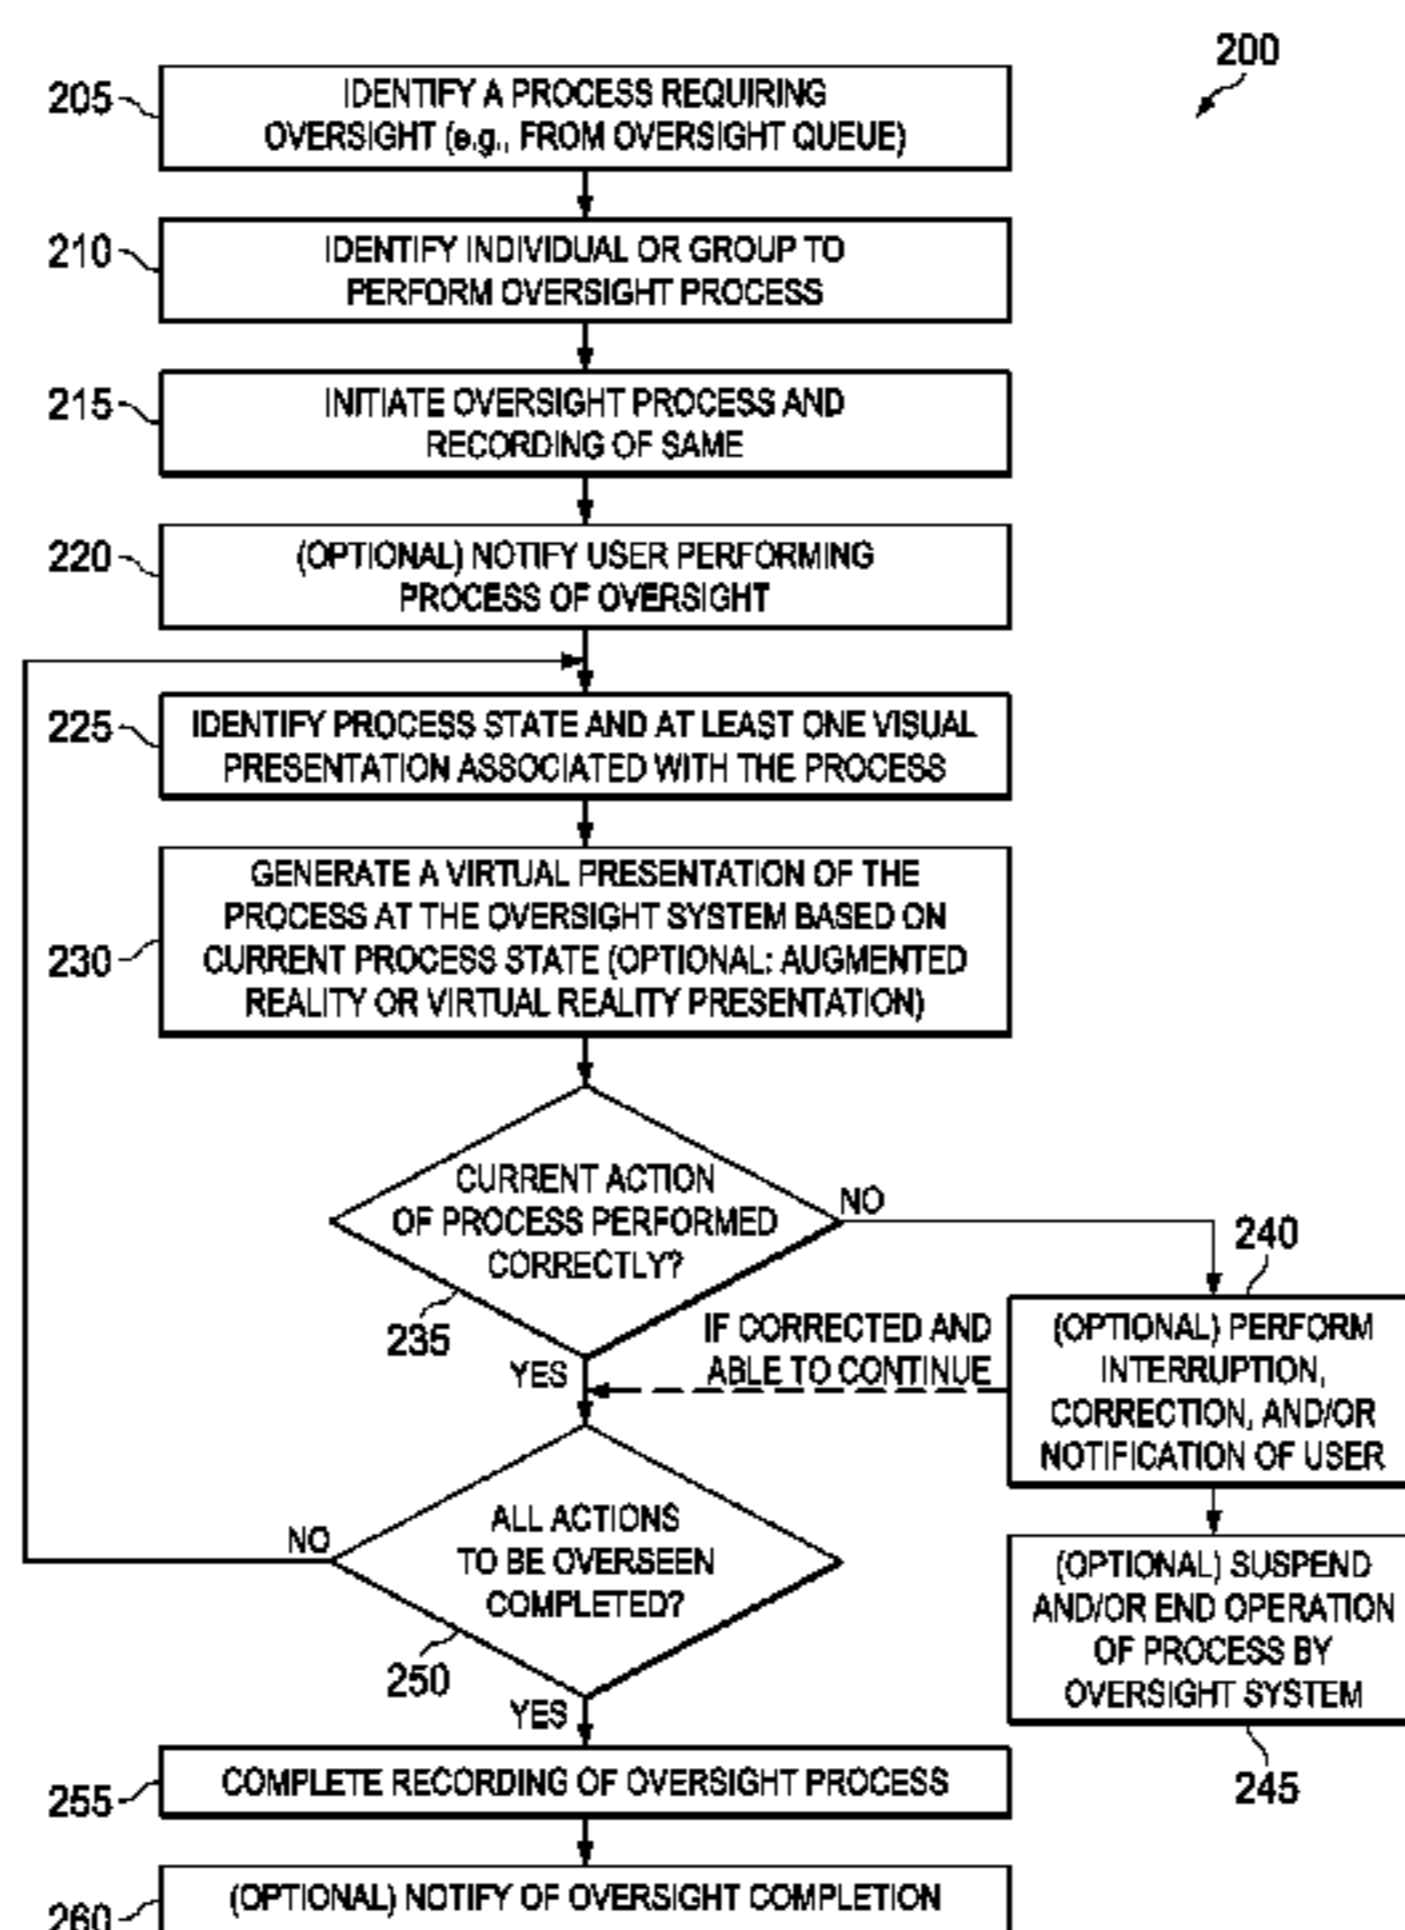 200
205
IDENTIFY A PROCESS REQUIRING
OVERSIGHT (e.g., FROM OVERSIGHT QUEUE)
210
IDENTIFY INDIVIDUAL OR GROUP TO
PERFORM OVERSIGHT PROCESS
215
INITIATE OVERSIGHT PROCESS AND
RECORDING OF SAME
220
(OPTIONAL) NOTIFY USER PERFORMING
PROCESS OF OVERSIGHT
225
IDENTIFY PROCESS STATE AND AT LEAST ONE VISUAL
PRESENTATION ASSOCIATED WITH THE PROCESS
230
GENERATE A VIRTUAL PRESENTATION OF THE
PROCESS AT THE OVERSIGHT SYSTEM BASED ON
CURRENT PROCESS STATE (OPTIONAL: AUGMENTED
REALITY OR VIRTUAL REALITY PRESENTATION)
CURRENT ACTION
OF PROCESS PERFORMED
CORRECTLY?
235
NO
YES
240
(OPTIONAL) PERFORM
INTERRUPTION,
CORRECTION, AND/OR
NOTIFICATION OF USER
IF CORRECTED AND
ABLE TO CONTINUE
ALL ACTIONS
TO BE OVERSEEN
COMPLETED?
250
NO
YES
(OPTIONAL) SUSPEND
AND/OR END OPERATION
OF PROCESS BY
OVERSIGHT SYSTEM
245
255
COMPLETE RECORDING OF OVERSIGHT PROCESS
260
(OPTIONAL) NOTIFY OF OVERSIGHT COMPLETION